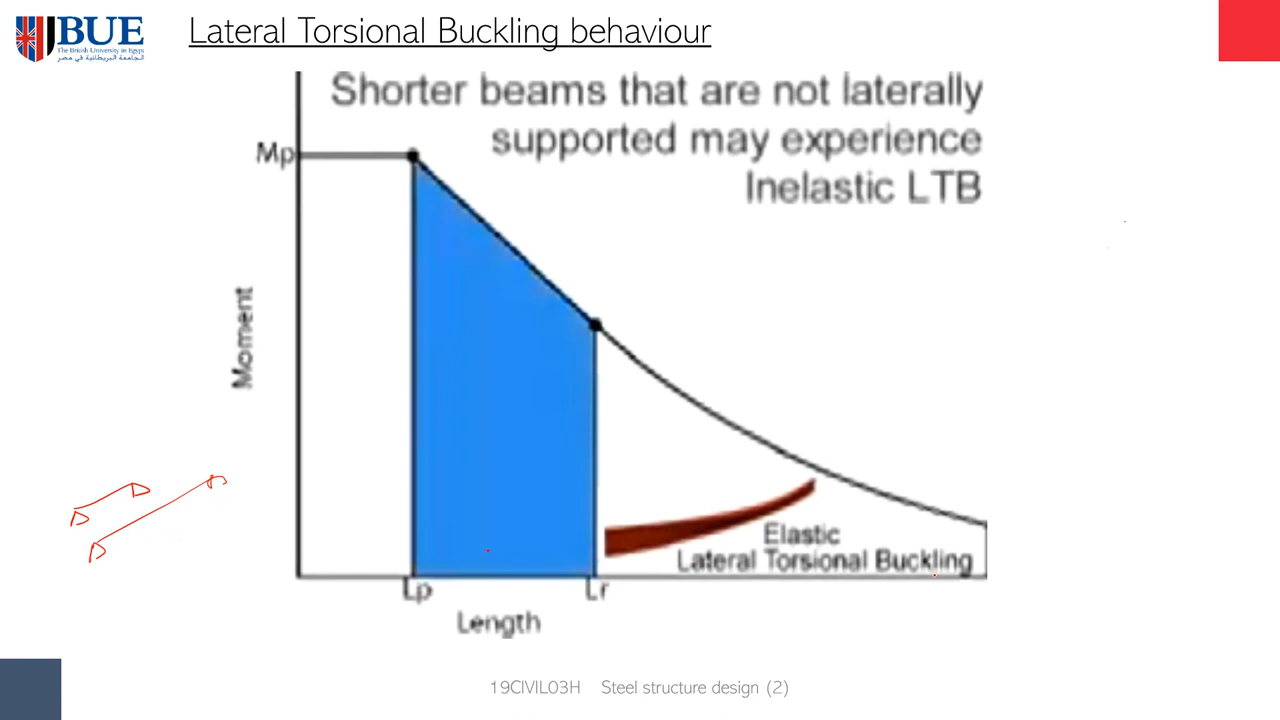 BUE
The British University in Egypt
الجامعة البريطانية في مصر
Lateral Torsional Buckling behaviour
Shorter beams that are not laterally
supported may experience
Inelastic LTB
Mp
Moment
Elastic
Lateral Torsional Buckling
Lp
Lr
Length
19CIVIL03H Steel structure design (2)